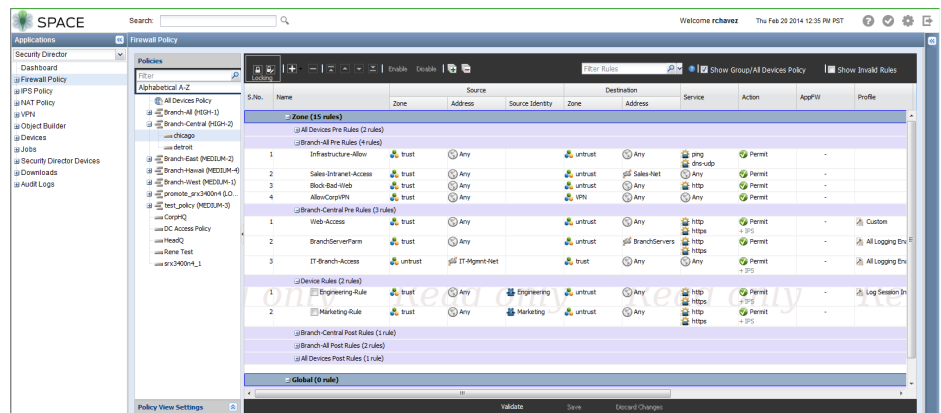 SPACE
Search:
Welcome rchavez Thu Feb 20 2014 12:35 PM PST
Applications
Security Director
Dashboard
Firewall Policy
IPS Policy
NAT Policy
VPN
Object Builder
Devices
Jobs
Security Director Devices
Downloads
Audit Logs
Firewall Policy
Policies
Filter
Alphabetical A-Z
All Devices Policy
Branch-All (HIGH-1)
Branch-Central (HIGH-2)
chicago
detroit
Branch-East (MEDIUM-2)
Branch-Hawaii (MEDIUM-4)
Branch-West (MEDIUM-1)
promote_srx3400n4 (LO...
test_policy (MEDIUM-3)
CorpHQ
DC Access Policy
HeadQ
Rene Test
srx3400n4_1
Policy View Settings
Locking
Enable Disable
Filter Rules
Show Group/All Devices Policy
Show Invalid Rules
Source Destination
S.No. Name Zone Address Source Identity Zone Address Service Action AppFW Profile
Zone (15 rules)
All Devices Pre Rules (2 rules)
Branch-All Pre Rules (4 rules)
1 Infrastructure-Allow trust Any untrust Any ping Permit -
dns-udp
2 Sales-Intranet-Access trust Any untrust Sales-Net Any Permit -
3 Block-Bad-Web trust Any untrust Any http Permit -
4 AllowCorpVPN trust Any VPN Any Any Permit -
Branch-Central Pre Rules (3 rules)
1 Web-Access trust Any untrust Any http Permit - Custom
https + IPS
2 BranchServerFarm trust Any untrust BranchServers http Permit - All Logging Ena
https
3 IT-Branch-Access untrust IT-Mgmnt-Net trust Any Any Permit - All Logging Ena
+ IPS
Device Rules (2 rules)
1 Engineering-Rule trust Any Engineering untrust Any http Permit - Log Session In
https + IPS
2 Marketing-Rule trust Any Marketing untrust Any http Permit -
https + IPS
only Read only Read only Re
Branch-Central Post Rules (1 rule)
Branch-All Post Rules (2 rules)
All Devices Post Rules (1 rule)
Global (0 rule)
Validate Save Discard Changes